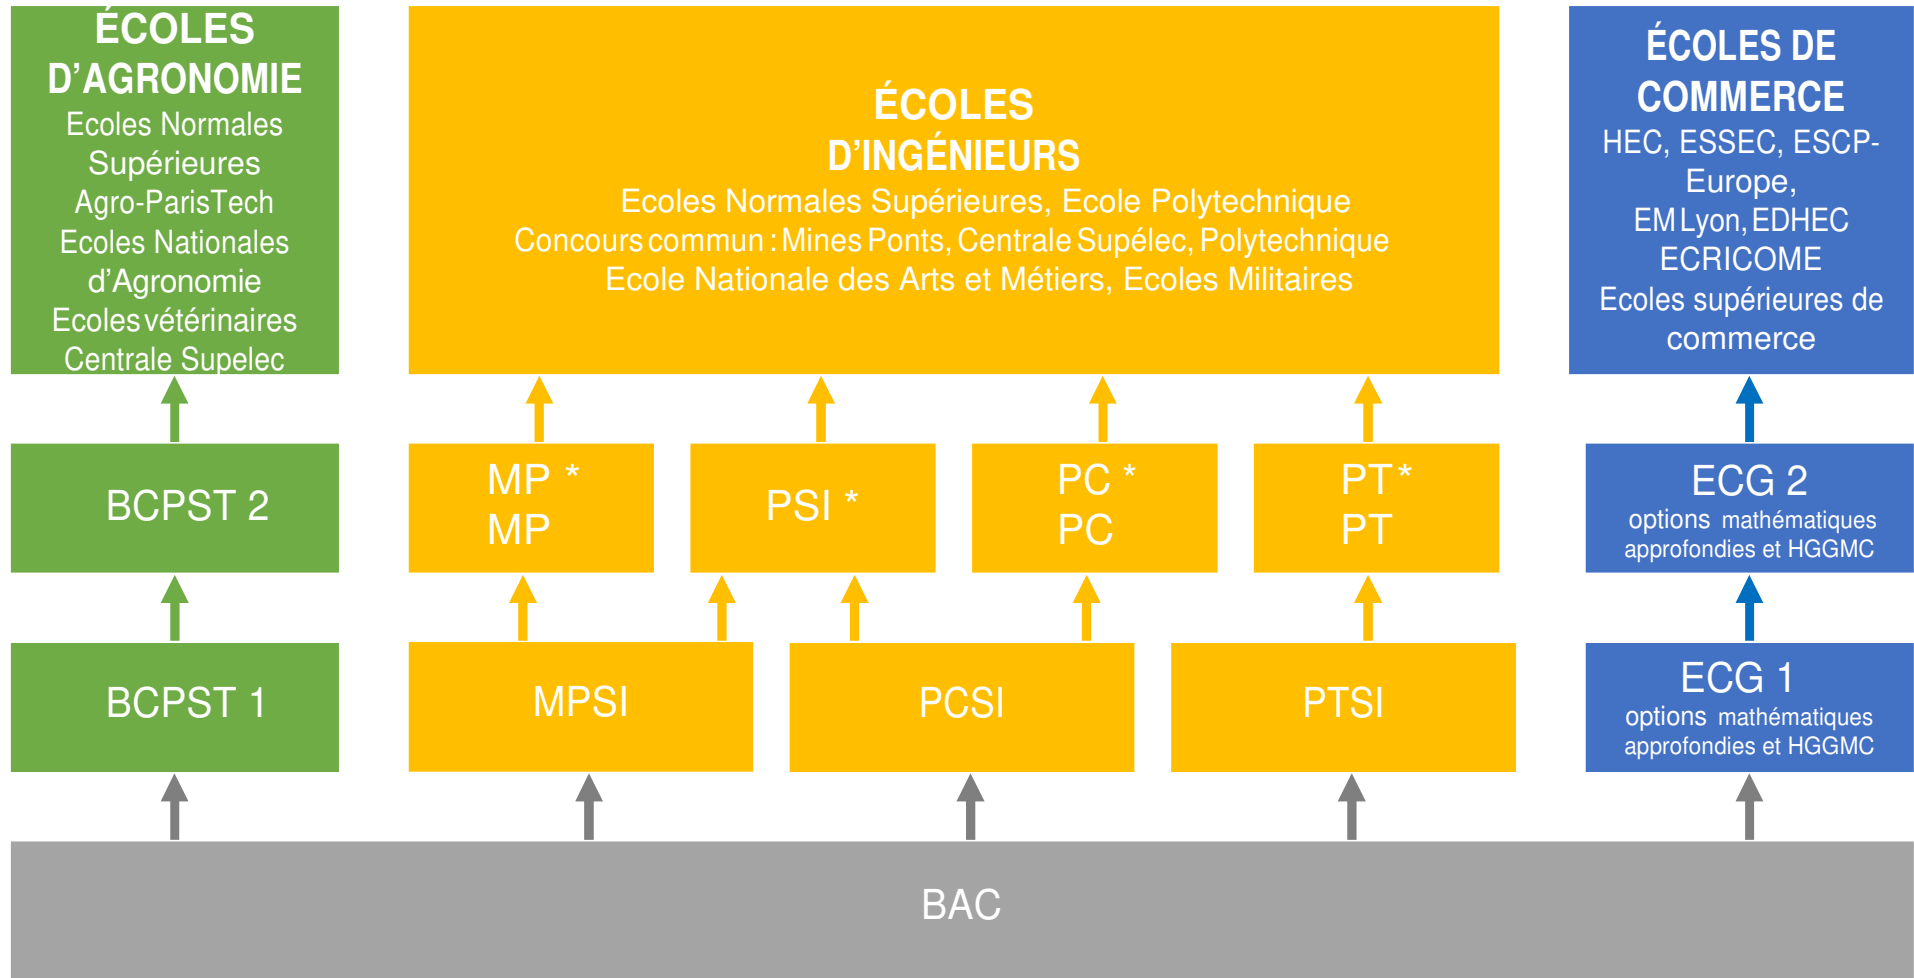 ÉCOLES
D’AGRONOMIE
Ecoles Normales
Supérieures
Agro-ParisTech
Ecoles Nationales
d’Agronomie
Ecoles vétérinaires
Centrale Supelec
ÉCOLES
D’INGÉNIEURS
Ecoles Normales Supérieures, Ecole Polytechnique
Concours commun : Mines Ponts, Centrale Supélec, Polytechnique
Ecole Nationale des Arts et Métiers, Ecoles Militaires
ÉCOLES DE
COMMERCE
HEC, ESSEC, ESCP-
Europe,
EM Lyon, EDHEC
ECRICOME
Ecoles supérieures de
commerce
BCPST 2
MP *
MP
PSI *
PC *
PC
PT *
PT
ECG 2
options mathématiques
approfondies et HGGMC
BCPST 1
MPSI
PCSI
PTSI
ECG 1
options mathématiques
approfondies et HGGMC
BAC